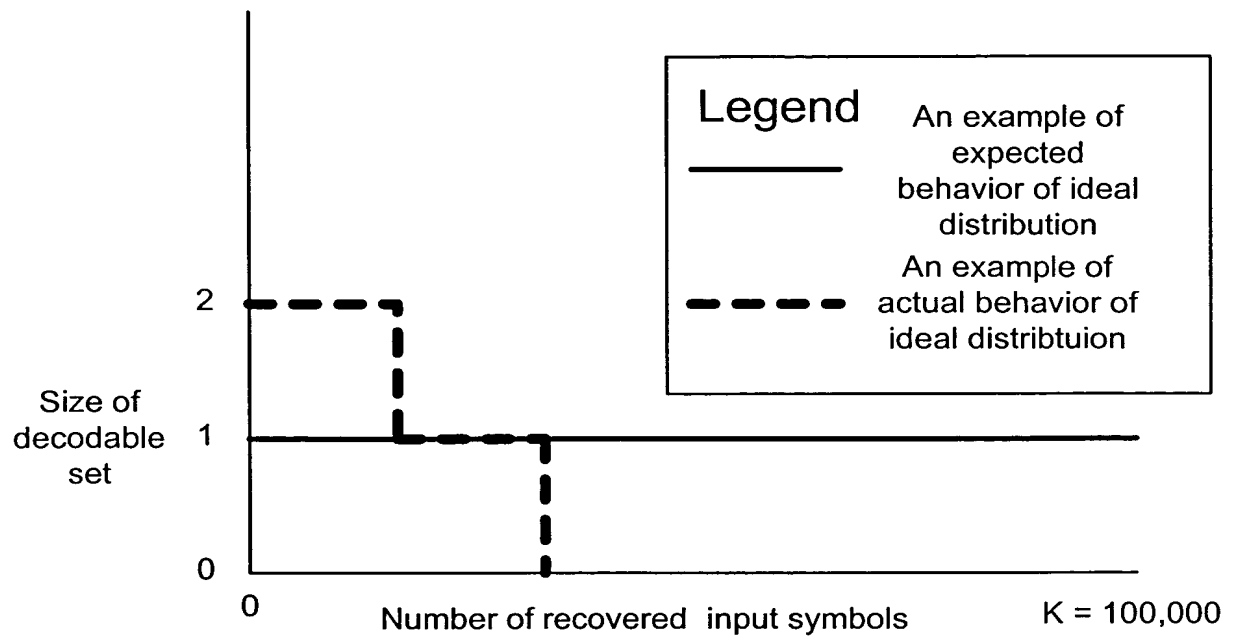 Legend
An example of
expected
behavior of ideal
distribution
An example of
actual behavior of
ideal distribtuion
2
Size of
decodable
set
1
0
0
Number of recovered input symbols
K = 100,000